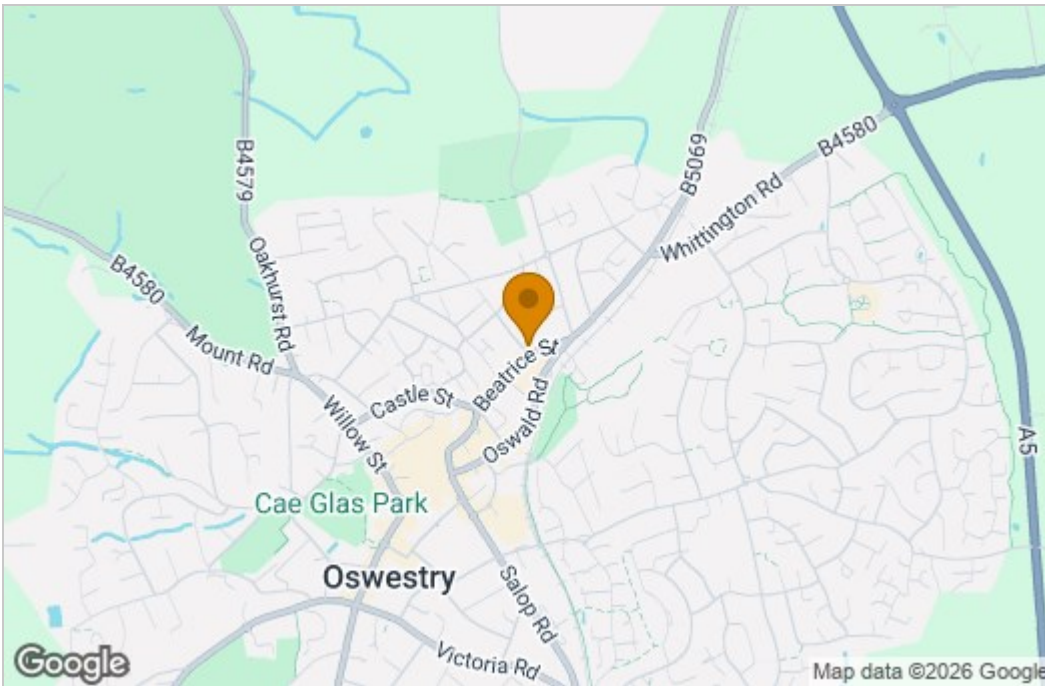 B4579
B5069
B4580
Whittington Rd
B4580
Oakhurst Rd
Mount Rd
Beatrice St
Castle St
Willow St
Oswald Rd
A5
Cae Glas Park
Oswestry
Salop Rd
Victoria Rd
Google
Map data ©2026 Google